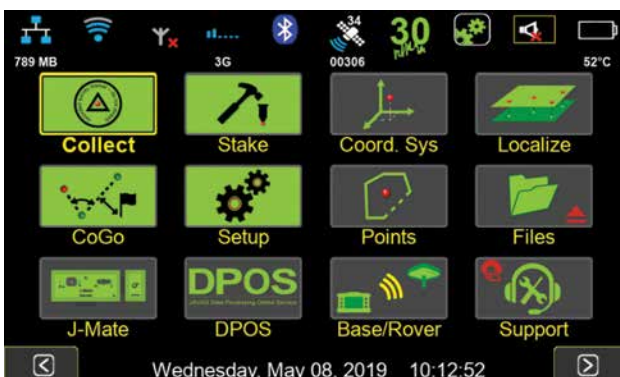 34
30
789 MB 3G 00306 52°C
Collect Stake Coord. Sys Localize
CoGo Setup Points Files
DPOS
J-Mate DPOS Base/Rover Support
Wednesday, May 08, 2019 10:12:52